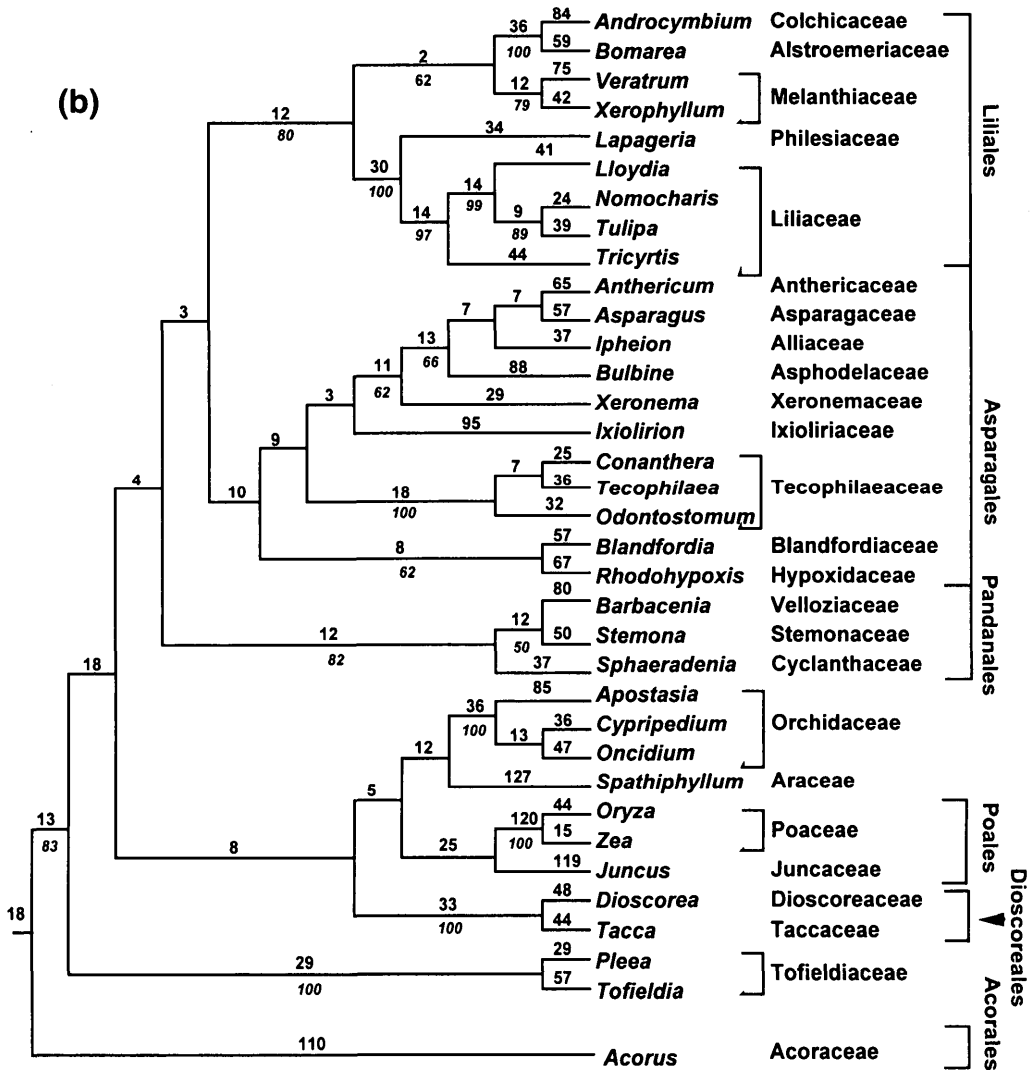 (b)
84
36 Androcymbium Colchicaceae
100 59 Bomarea Alstroemeriaceae
2
62
75 Veratrum
12
79 42 Xerophyllum
Melanthiaceae
12
80
34 Lapageria Philesiaceae
30
100
41 Lloydia
14
99
24 Nomocharis
9
89 39 Tulipa
Liliaceae
14
97
44 Tricyrtis
Liliales
65 Anthericum Anthericaceae
7
57 Asparagus Asparagaceae
7
37 Ipheion Alliaceae
13
66
88 Bulbine Asphodelaceae
11
62
29 Xeronema Xeronemaceae
3
95 Ixiolirion Ixioliriaceae
3
9
25 Conanthera
7
36 Tecophilaea
Tecophilaeaceae
18
100
32 Odontostomum
10
57 Blandfordia Blandfordiaceae
8
62
67 Rhodohypoxis Hypoxidaceae
Asparagales
4
80 Barbacenia Velloziaceae
12
50
50 Stemona Stemonaceae
12
82
37 Sphaeradenia Cyclanthaceae
Pandanales
18
85 Apostasia
36
100
36 Cypripedium
13
47 Oncidium
Orchidaceae
12
127 Spathiphyllum Araceae
5
44 Oryza
120
100
15 Zea
Poaceae
25
119 Juncus Juncaceae
Poales
8
48 Dioscorea Dioscoreaceae
33
100
44 Tacca Taccaceae
Dioscoreales
13
83
29 Pleea
29
100
57 Tofieldia
Tofieldiaceae
18
110 Acorus Acoraceae
Acorales